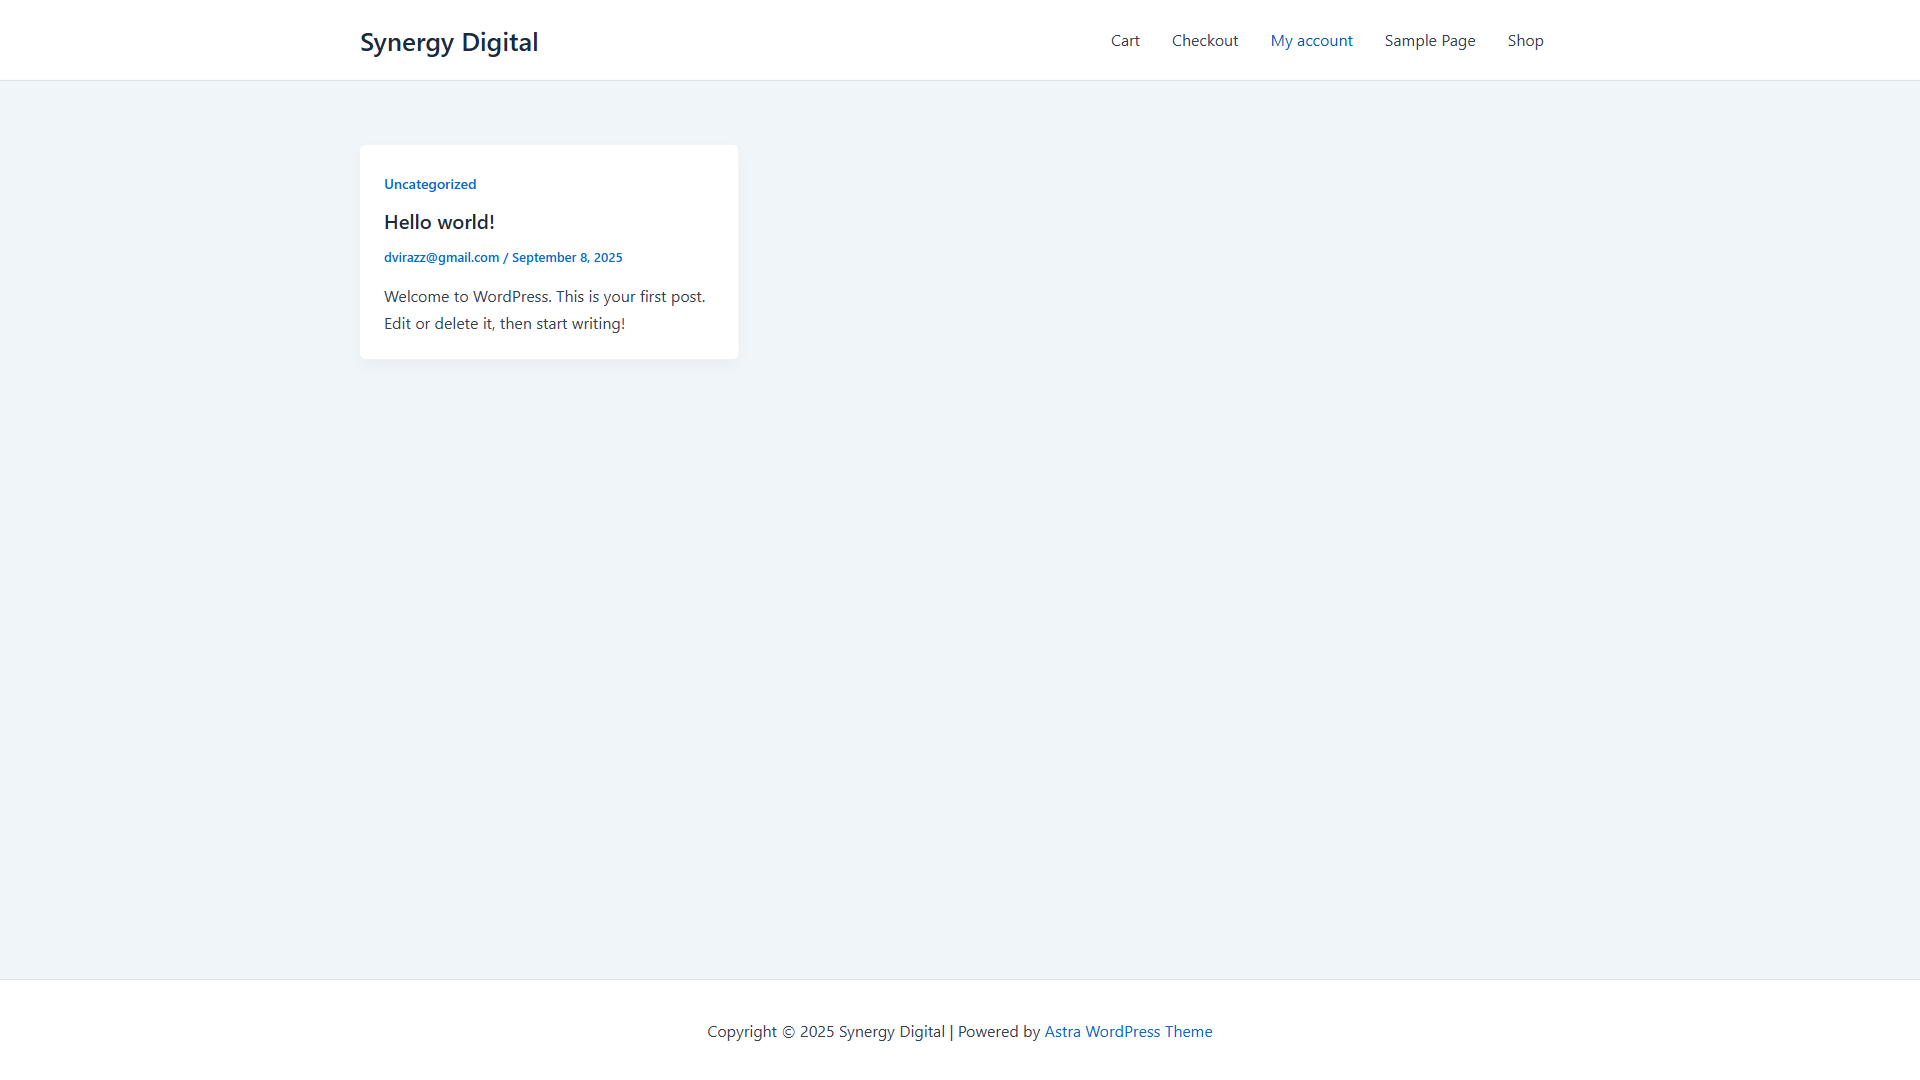 Synergy Digital
Cart Checkout My account Sample Page Shop
Uncategorized
Hello world!
dvirazz@gmail.com / September 8, 2025
Welcome to WordPress. This is your first post.
Edit or delete it, then start writing!
Copyright © 2025 Synergy Digital | Powered by Astra WordPress Theme